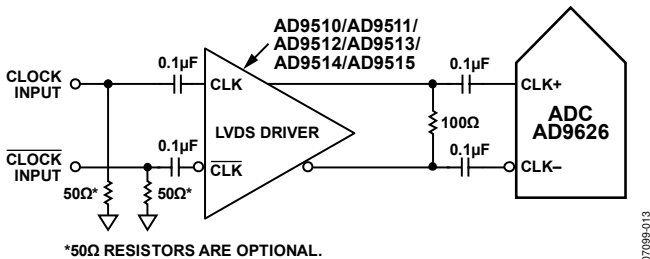 AD9510/AD9511/
AD9512/AD9513/
AD9514/AD9515
CLOCK
INPUT
0.1µF
CLK
LVDS DRIVER
0.1µF
CLK+
ADC
AD9626
100Ω
CLOCK
INPUT
0.1µF
CLK
0.1µF
CLK–
50Ω*
50Ω*
*50Ω RESISTORS ARE OPTIONAL.
07099-013